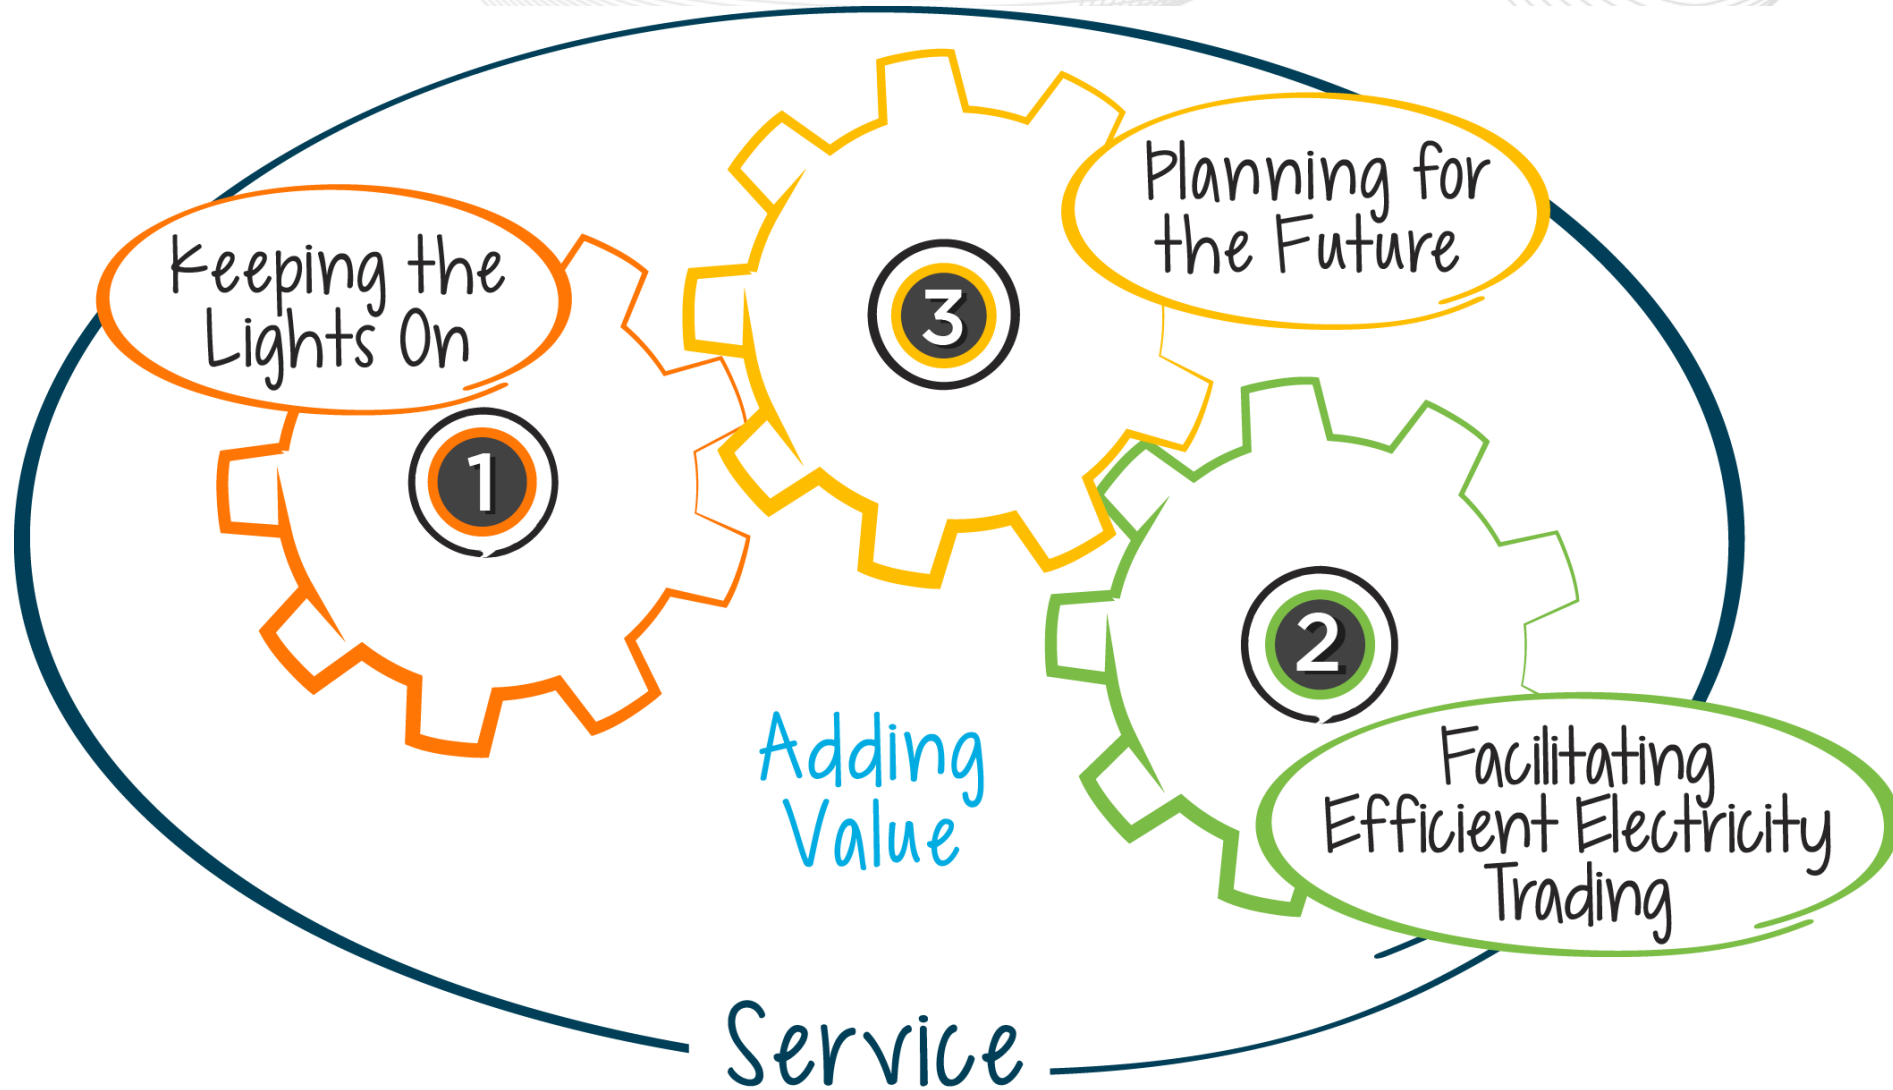 Keeping the
Lights On
1
3
Planning for
the Future
2
Facilitating
Efficient Electricity
Trading
Adding
Value
Service